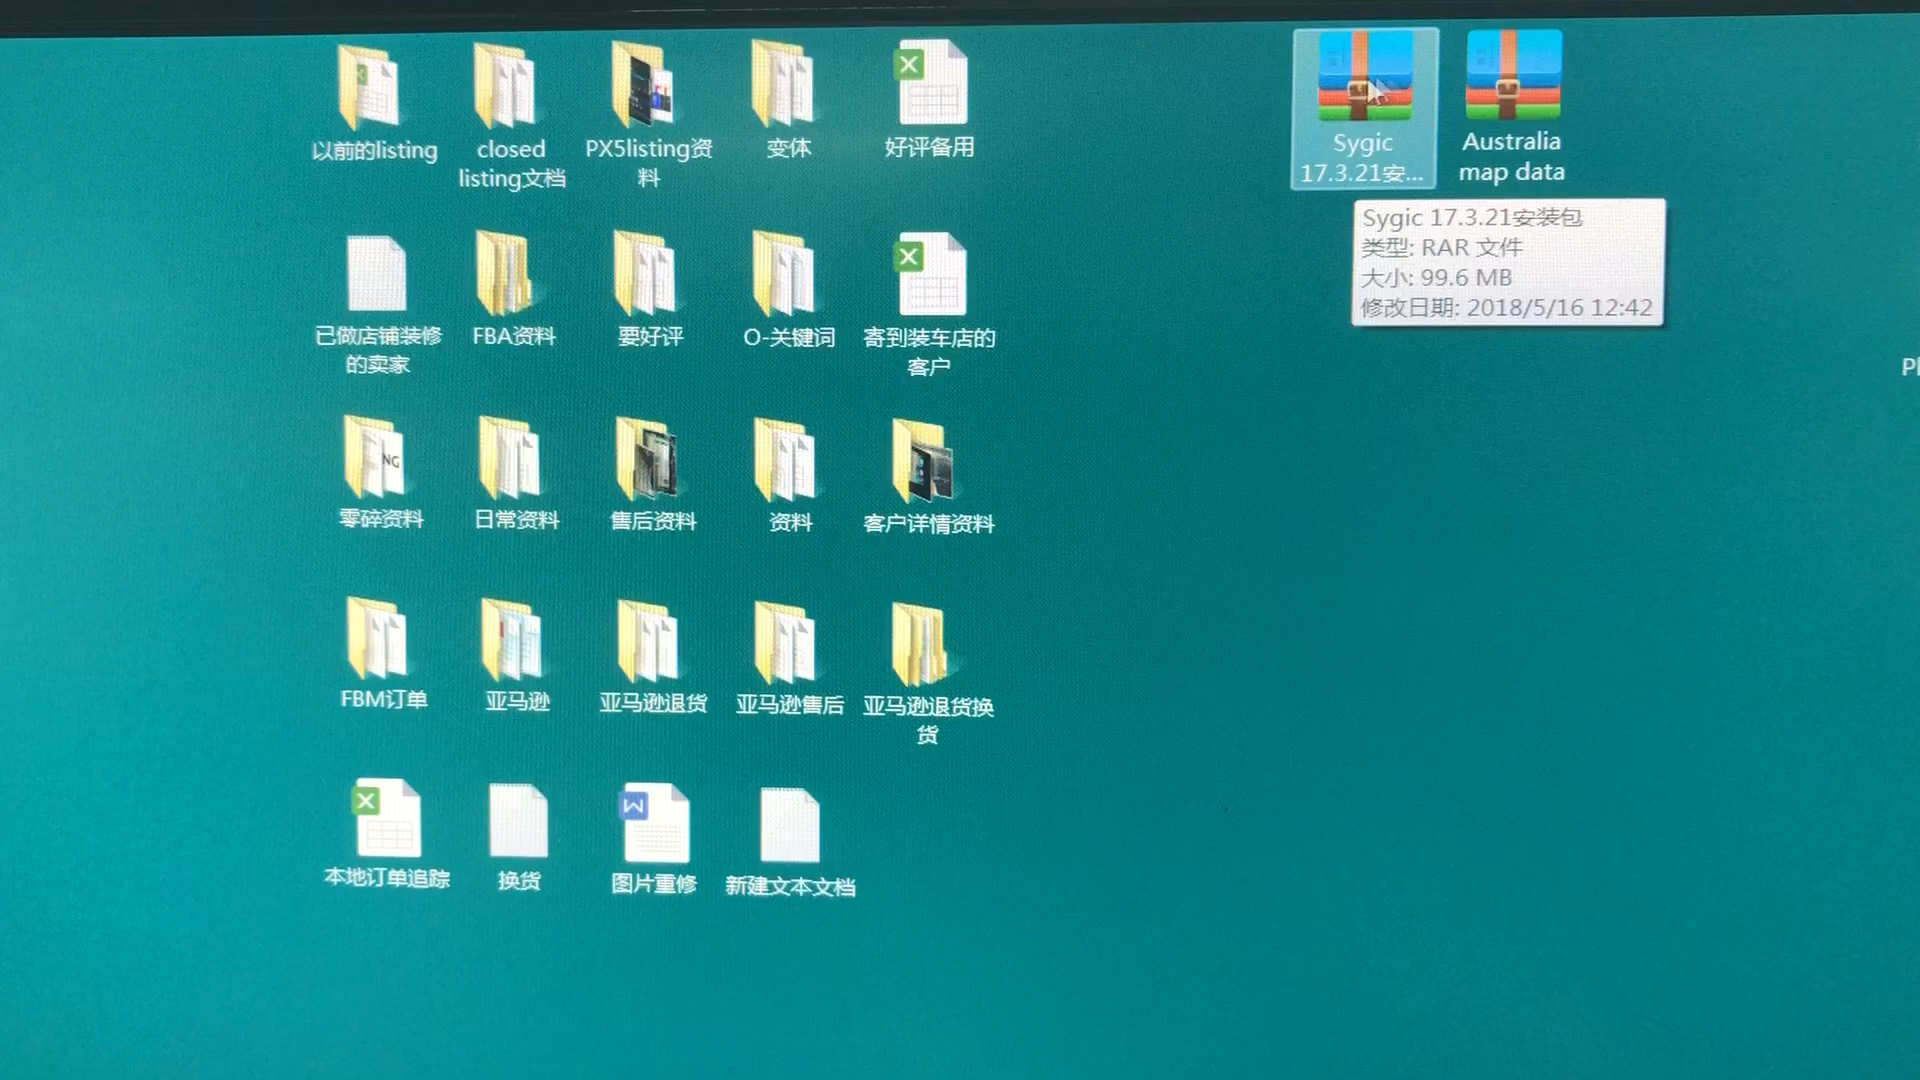 以前的listing
closed
listing文档
PX5listing资
料
变体
好评备用
Sygic
17.3.21安...
Australia
map data
Sygic 17.3.21安装包
类型: RAR 文件
大小: 99.6 MB
修改日期: 2018/5/16 12:42
已做店铺装修
的卖家
FBA资料
要好评
O-关键词
寄到装车店的
客户
NG
零碎资料
日常资料
售后资料
资料
客户详情资料
FBM订单
亚马逊
亚马逊退货
亚马逊售后
亚马逊退货换
货
本地订单追踪
换货
图片重修
新建文本文档